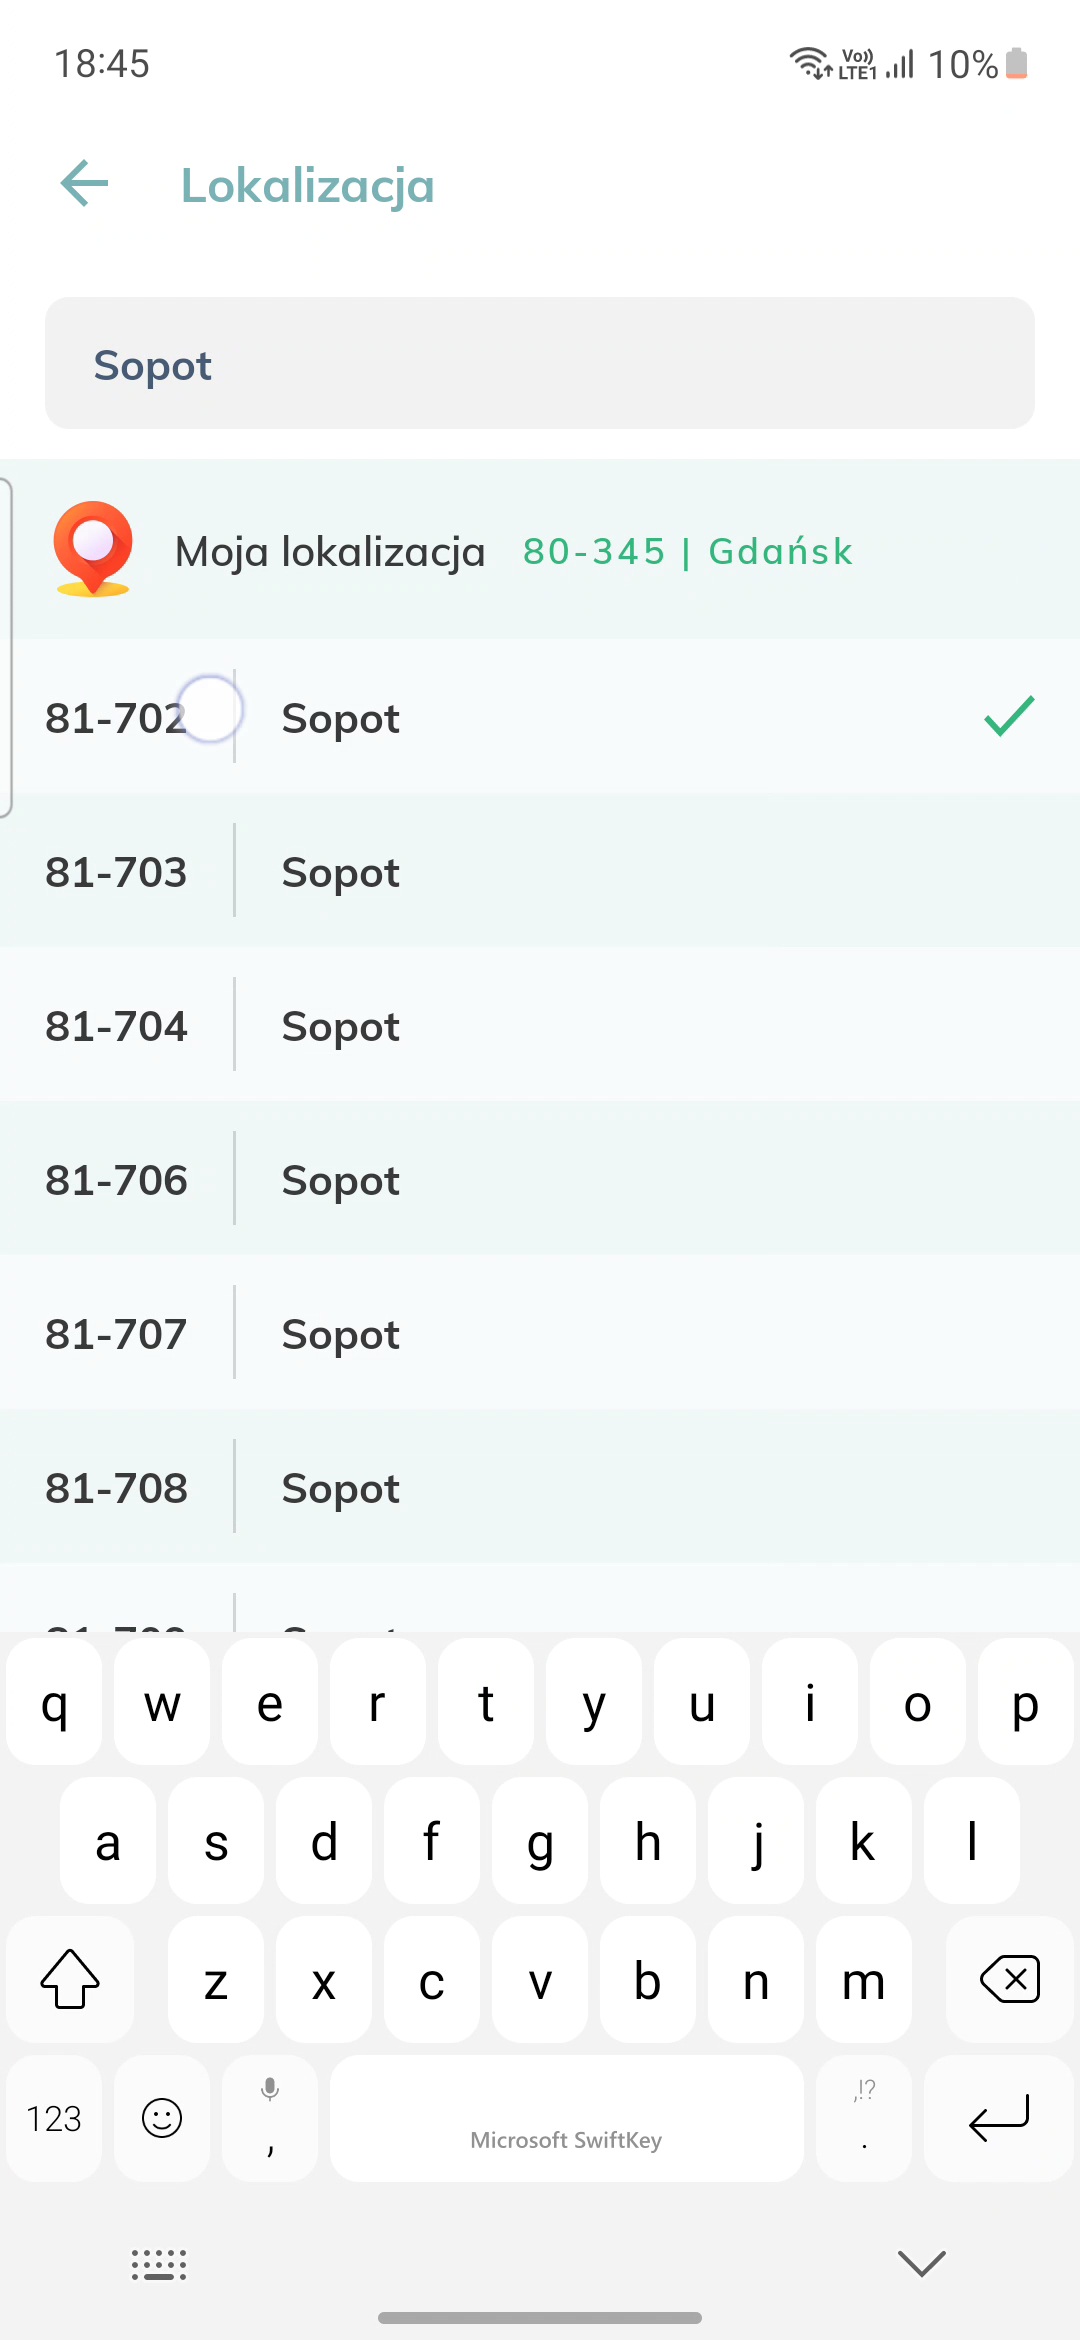 18:45 Vo)) LTE1 10%
Lokalizacja
Sopot
Moja lokalizacja 80-345 | Gdańsk
81-702 Sopot
81-703 Sopot
81-704 Sopot
81-706 Sopot
81-707 Sopot
81-708 Sopot
q w e r t y u i o p
a s d f g h j k l
z x c v b n m
123 , Microsoft SwiftKey ,!? .